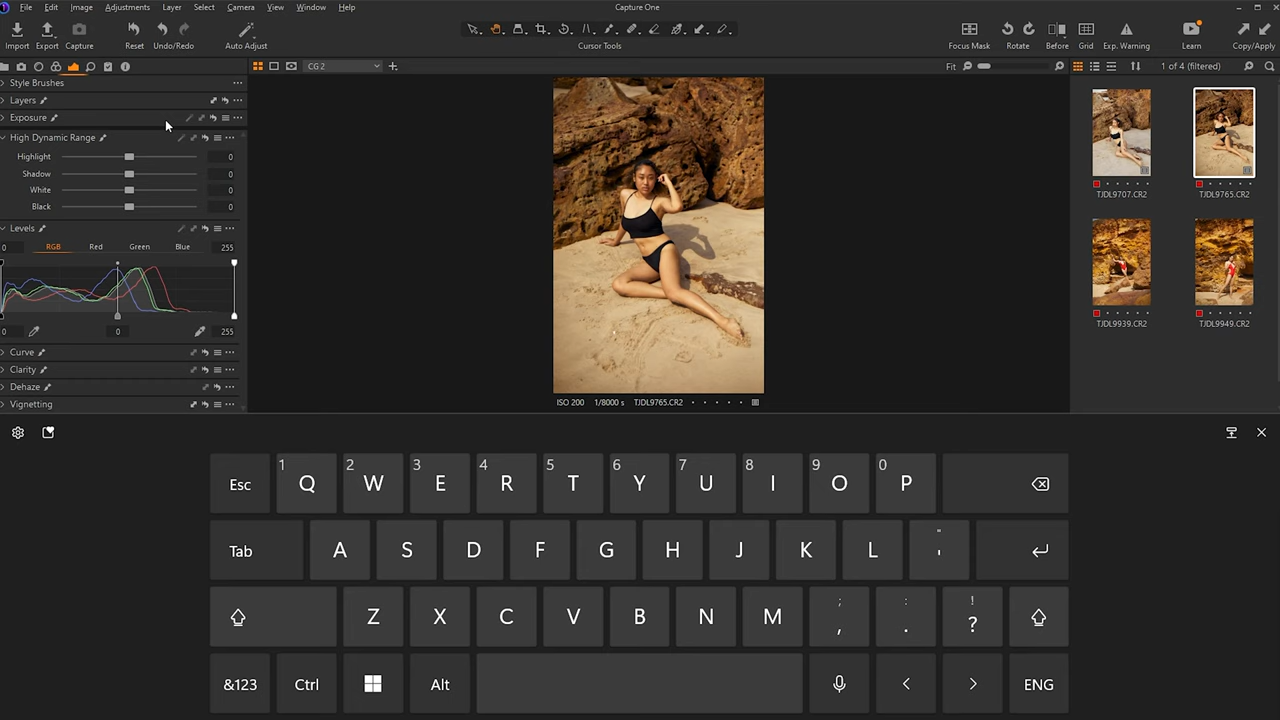 File Edit Image Adjustments Layer Select Camera View Window Help
Capture One
Import Export Capture Reset Undo/Redo Auto Adjust
Cursor Tools
Focus Mask Rotate Before Grid Exp. Warning Learn Copy/Apply
CG 2
Fit
1 of 4 (filtered)
Style Brushes
Layers
Exposure
High Dynamic Range
Highlight 0
Shadow 0
White 0
Black 0
Levels
0 RGB Red Green Blue 255
0 0 255
Curve
Clarity
Dehaze
Vignetting
ISO 200 1/8000 s TJDL9765.CR2
TJDL9707.CR2
TJDL9765.CR2
TJDL9939.CR2
TJDL9949.CR2
Esc 1 Q 2 W 3 E 4 R 5 T 6 Y 7 U 8 I 9 O 0 P
Tab A S D F G H J K L " '
Z X C V B N M ; , : . ! ?
&123 Ctrl Alt < > ENG